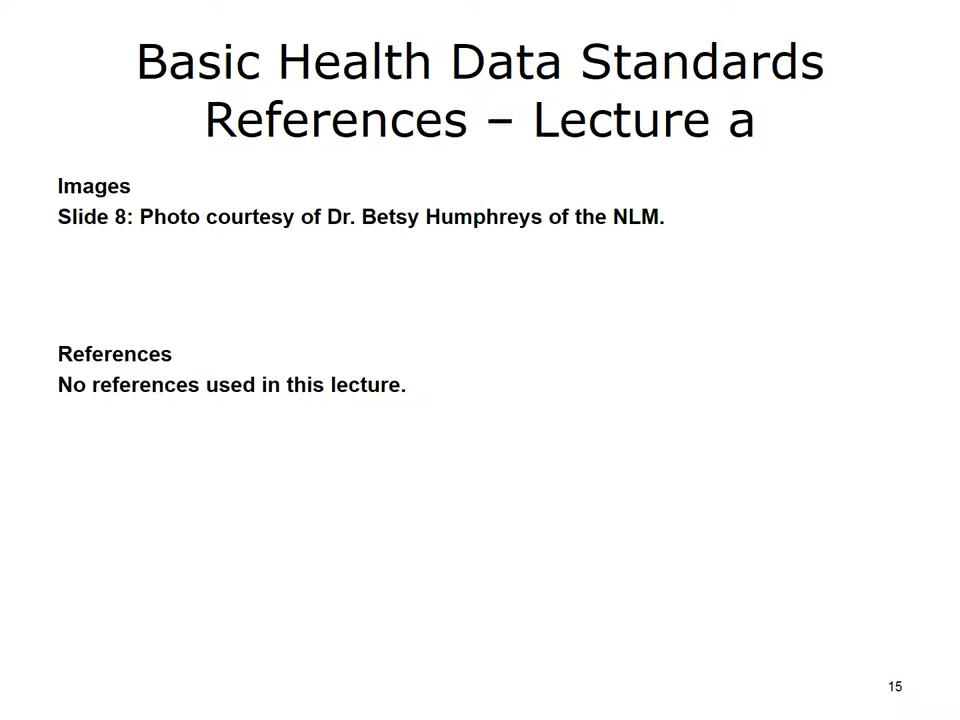 Basic Health Data Standards
References – Lecture a
Images
Slide 8: Photo courtesy of Dr. Betsy Humphreys of the NLM.
References
No references used in this lecture.
15